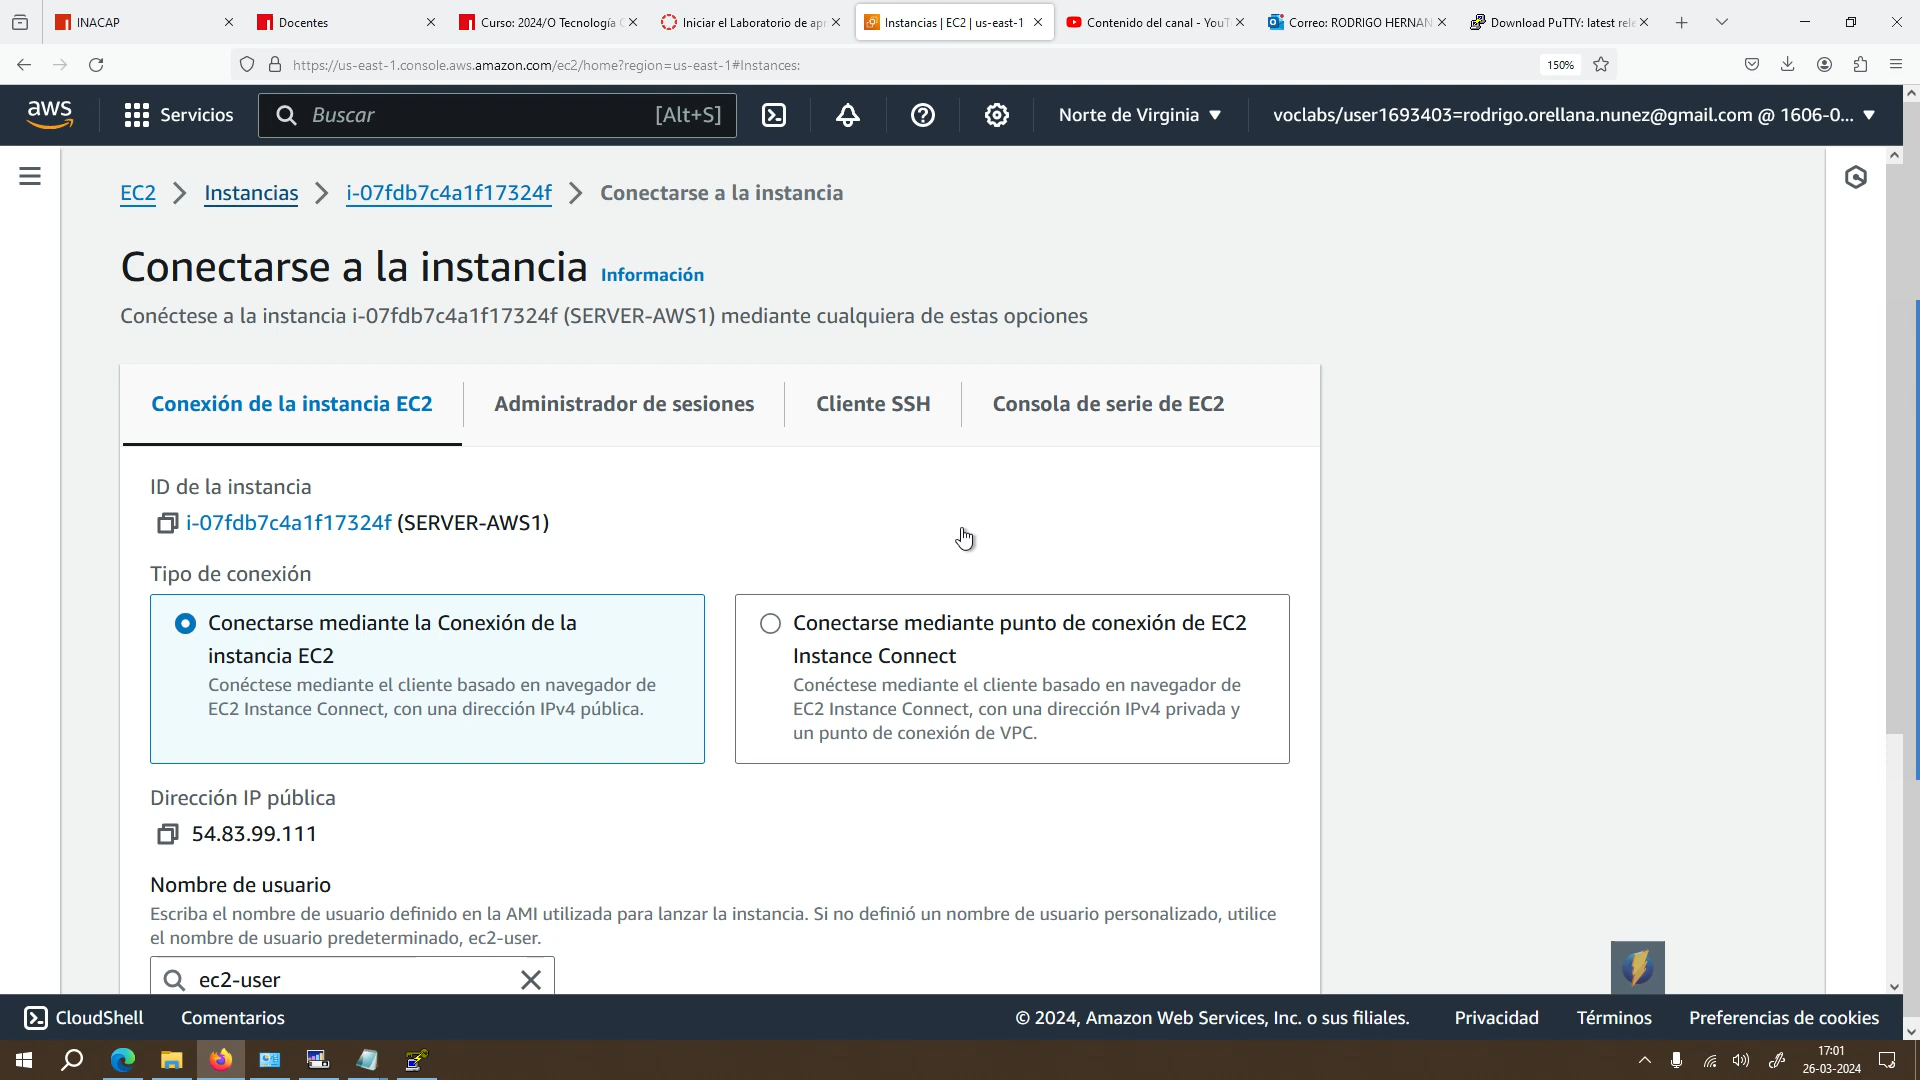 INACAP
Docentes
Curso: 2024/O Tecnología C
Iniciar el Laboratorio de ap
Instancias | EC2 | us-east-1
Contenido del canal - YouT
Correo: RODRIGO HERNAN
Download PuTTY: latest rele
https://us-east-1.console.aws.amazon.com/ec2/home?region=us-east-1#Instances:
150%
aws
Servicios
Buscar
[Alt+S]
Norte de Virginia
voclabs/user1693403=rodrigo.orellana.nunez@gmail.com @ 1606-0...
EC2
Instancias
i-07fdb7c4a1f17324f
Conectarse a la instancia
Conectarse a la instancia Información
Conéctese a la instancia i-07fdb7c4a1f17324f (SERVER-AWS1) mediante cualquiera de estas opciones
Conexión de la instancia EC2
Administrador de sesiones
Cliente SSH
Consola de serie de EC2
ID de la instancia
i-07fdb7c4a1f17324f (SERVER-AWS1)
Tipo de conexión
Conectarse mediante la Conexión de la
instancia EC2
Conéctese mediante el cliente basado en navegador de
EC2 Instance Connect, con una dirección IPv4 pública.
Conectarse mediante punto de conexión de EC2
Instance Connect
Conéctese mediante el cliente basado en navegador de
EC2 Instance Connect, con una dirección IPv4 privada y
un punto de conexión de VPC.
Dirección IP pública
54.83.99.111
Nombre de usuario
Escriba el nombre de usuario definido en la AMI utilizada para lanzar la instancia. Si no definió un nombre de usuario personalizado, utilice
el nombre de usuario predeterminado, ec2-user.
ec2-user
CloudShell
Comentarios
© 2024, Amazon Web Services, Inc. o sus filiales.
Privacidad
Términos
Preferencias de cookies
17:01
26-03-2024